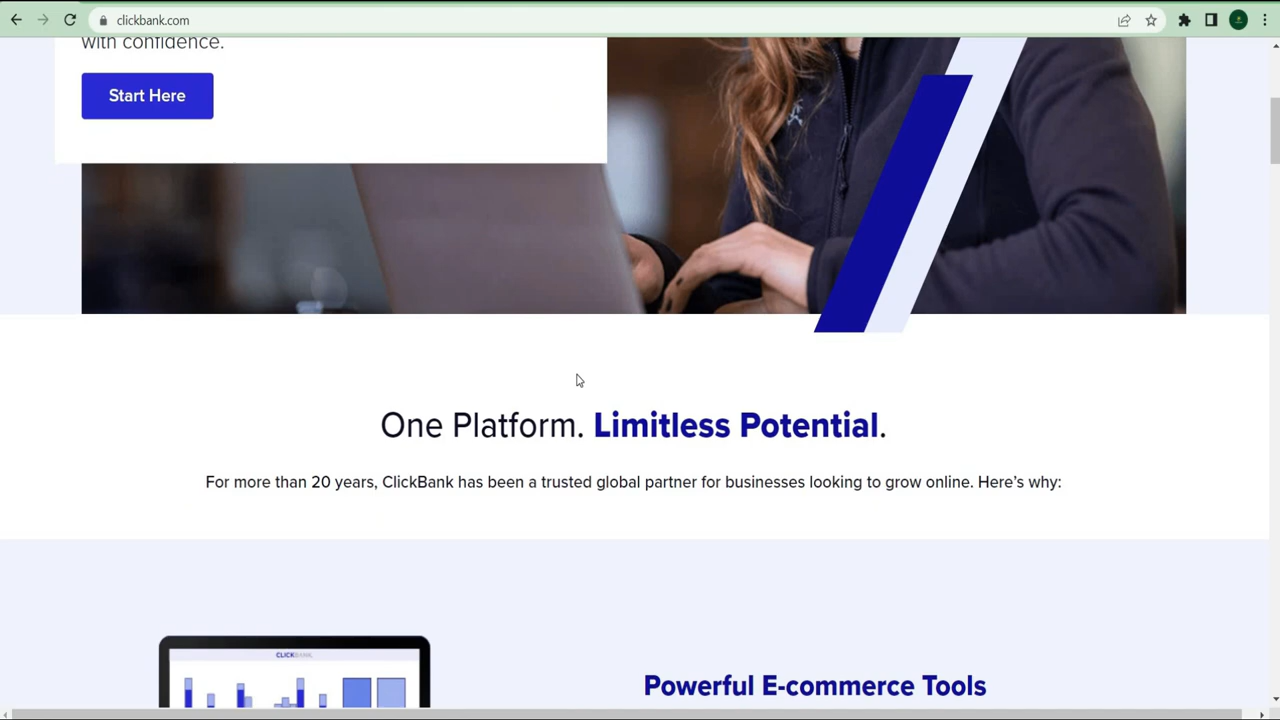 clickbank.com
with confidence.
Start Here
One Platform. Limitless Potential.
For more than 20 years, ClickBank has been a trusted global partner for businesses looking to grow online. Here's why:
CLICKBANK
Powerful E-commerce Tools